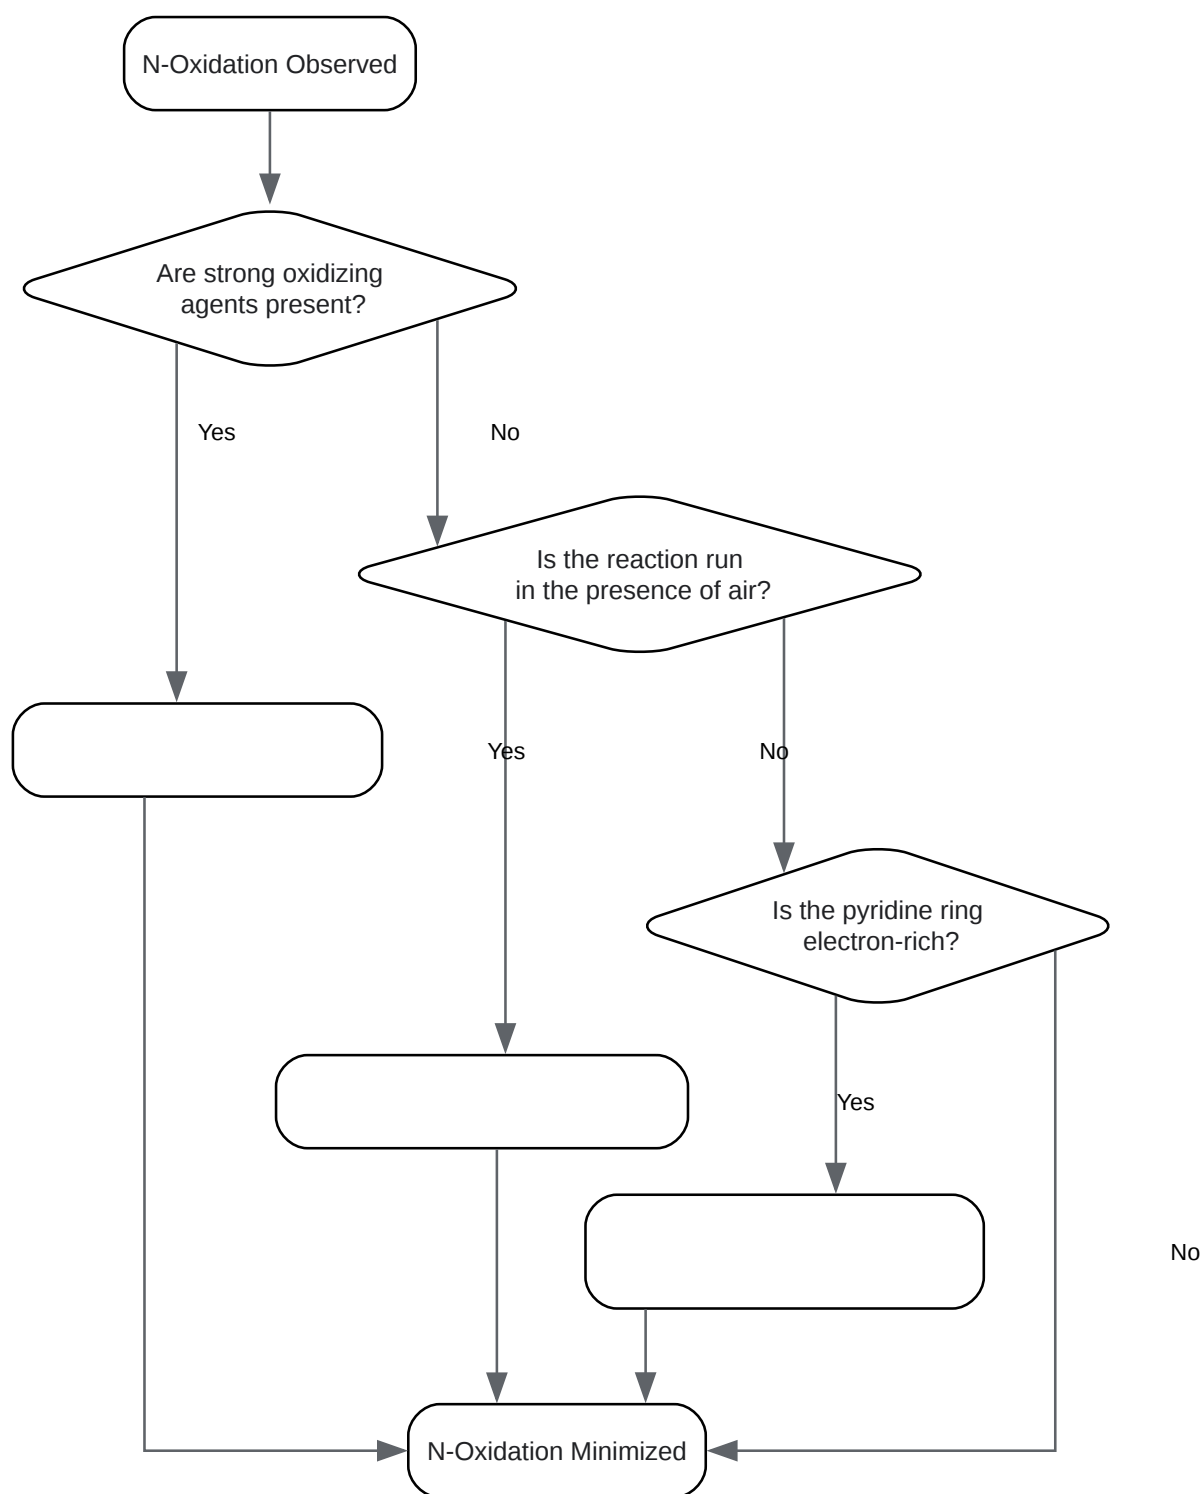 N-Oxidation Observed
Are strong oxidizing
agents present?
Yes
No
Is the reaction run
in the presence of air?
Yes
No
Is the pyridine ring
electron-rich?
Yes
No
N-Oxidation Minimized